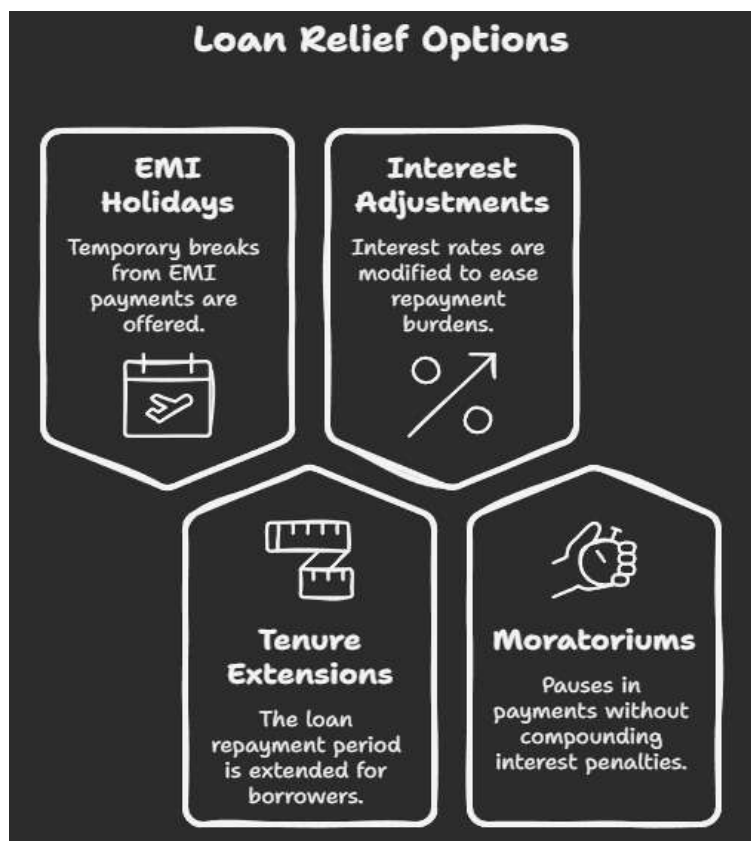 Loan Relief Options
EMI
Holidays
Temporary breaks
from EMI
payments are
offered.
Interest
Adjustments
Interest rates are
modified to ease
repayment
burdens.
Tenure
Extensions
The loan
repayment period
is extended for
borrowers.
Moratoriums
Pauses in
payments without
compounding
interest penalties.